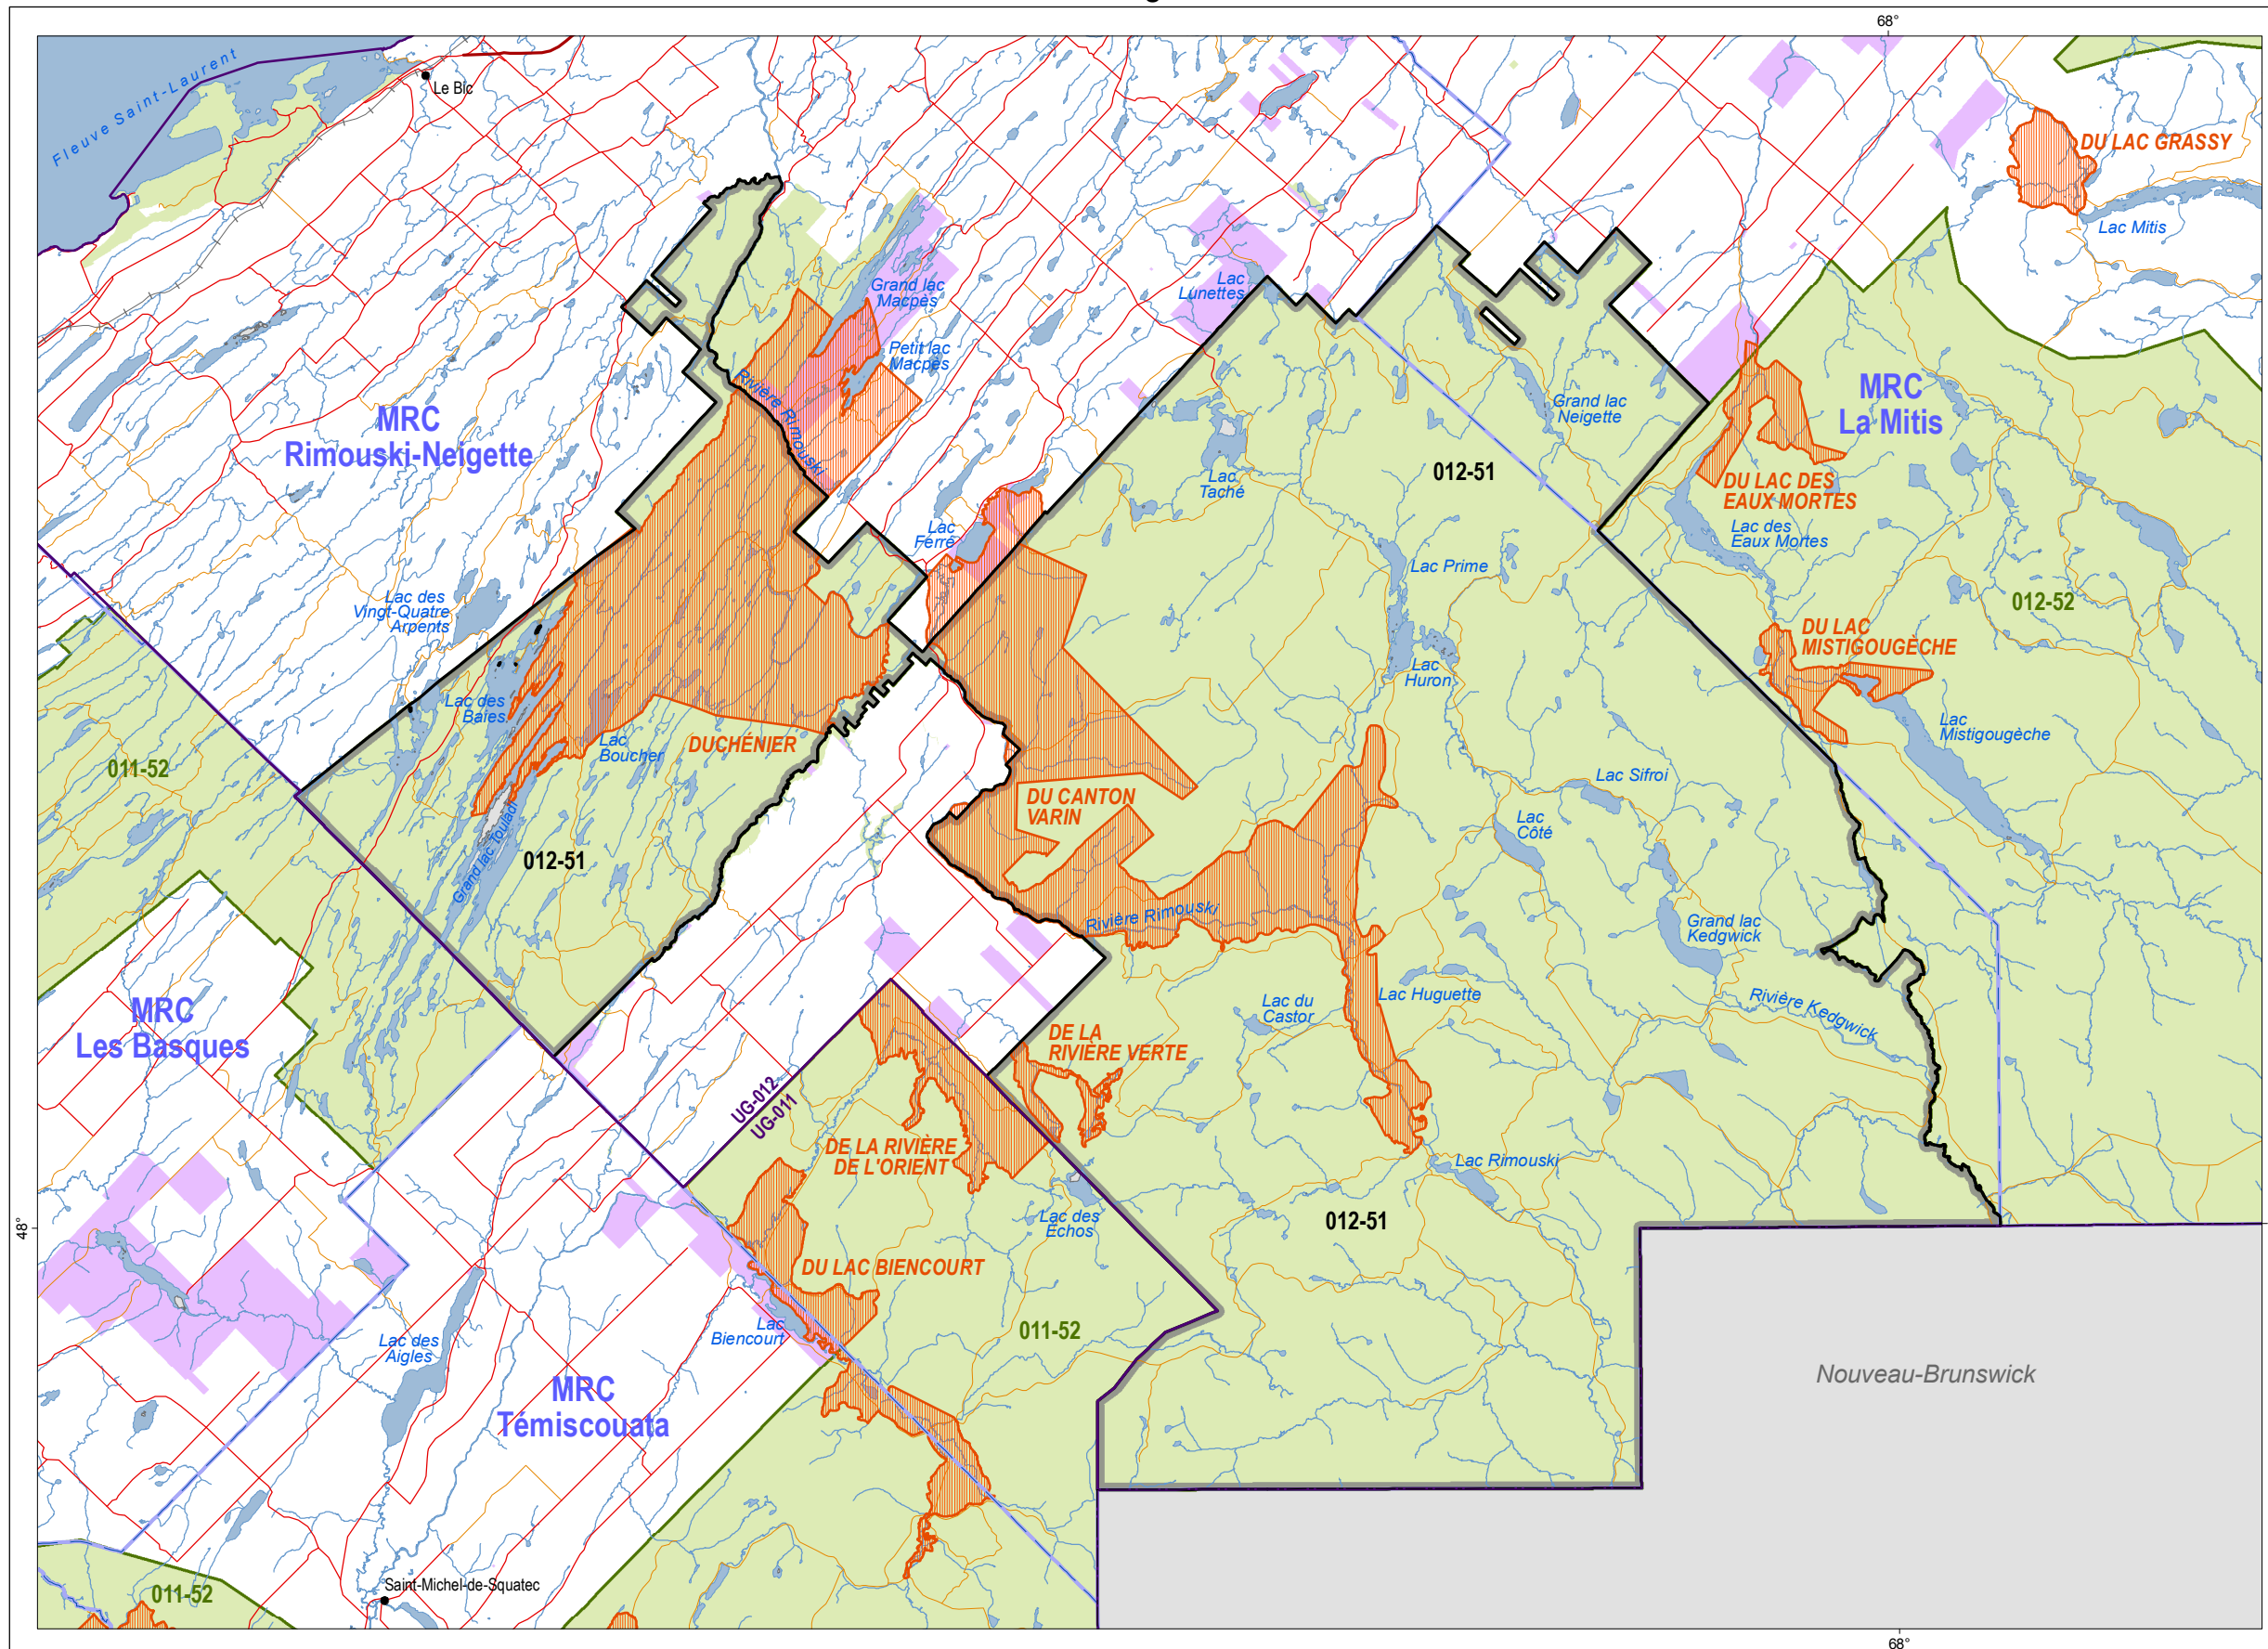 68°
Fleuve Saint-Laurent
Le Bic
DU LAC GRASSY
Lac Mitis
Grand lac
Macpès
Lac
Lunettes
Petit lac
Macpès
Rivière Rimouski
MRC
Rimouski-Neigette
Grand lac
Neigette
MRC
La Mitis
Lac
Taché
012-51
DU LAC DES
EAUX MORTES
Lac des
Eaux Mortes
Lac
Ferré
Lac Prime
012-52
Lac des
Vingt-Quatre
Arpents
DU LAC
MISTIGOUGÈCHE
Lac
Huron
Lac des
Baies
Lac
Boucher
DUCHÉNIER
Lac
Mistigougèche
011-52
Lac Sifroi
DU CANTON
VARIN
Lac
Côté
Grand lac Touladi
012-51
Rivière Rimouski
Grand lac
Kedgwick
MRC
Les Basques
Lac du
Castor
Lac Huguette
Rivière Kedgwick
DE LA
RIVIÈRE VERTE
UG-012
UG-011
DE LA RIVIÈRE
DE L'ORIENT
Lac Rimouski
48°
Lac des
Échos
012-51
DU LAC BIENCOURT
Lac
Biencourt
011-52
Lac des
Aigles
Nouveau-Brunswick
MRC
Témiscouata
011-52
Saint-Michel-de-Squatec
68°